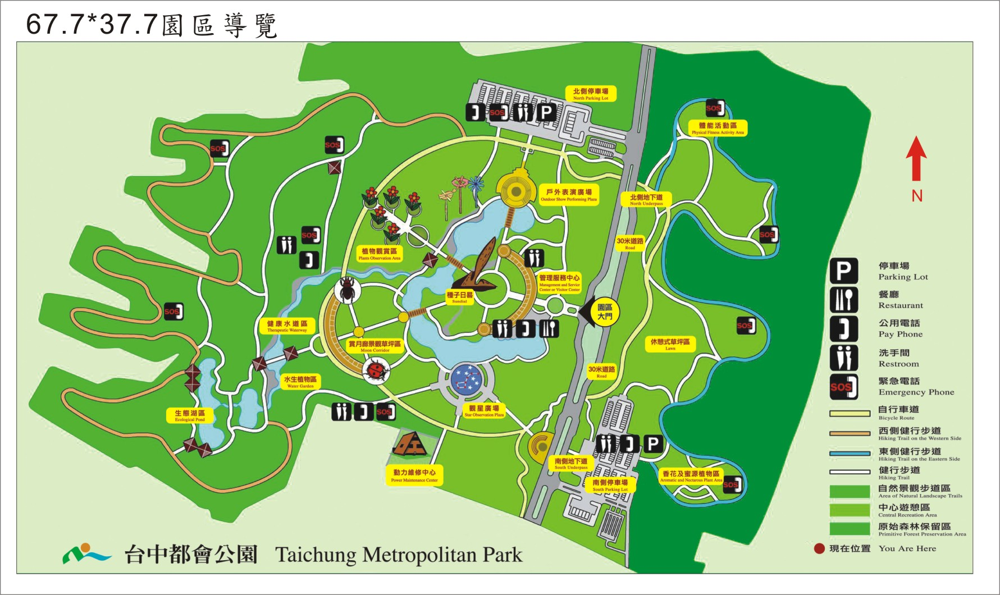 67.7*37.7園區導覽
北側停車場
North Parking Lot
SOS
P
SOS
體能活動區
Physical Fitness Activity Area
SOS
SOS
N
戶外表演廣場
Outdoor Show Performing Plaza
北側地下道
North Underpass
SOS
SOS
30米道路
Road
植物觀賞區
Plants Observation Area
管理服務中心
Management and Service
Center or Visitor Center
種子日晷
Sundial
園區
大門
SOS
健康水道區
Therapeutic Waterway
SOS
賞月廊景觀草坪區
Moon Corridor
休憩式草坪區
Lawn
30米道路
Road
水生植物區
Water Garden
生態湖區
Ecological Pond
SOS
觀星廣場
Star Observation Plaza
P
南側地下道
South Underpass
動力維修中心
Power Maintenance Center
南側停車場
South Parking Lot
香花及蜜源植物區
Aromatic and Nectarous Plant Area
SOS
P
停車場
Parking Lot
餐廳
Restaurant
公用電話
Pay Phone
洗手間
Restroom
SOS
緊急電話
Emergency Phone
自行車道
Bicycle Route
西側健行步道
Hiking Trail on the Western Side
東側健行步道
Hiking Trail on the Eastern Side
健行步道
Hiking Trail
自然景觀步道區
Area of Natural Landscape Trails
中心遊憩區
Central Recreation Area
原始森林保留區
Primitive Forest Preservation Area
現在位置 You Are Here
台中都會公園 Taichung Metropolitan Park